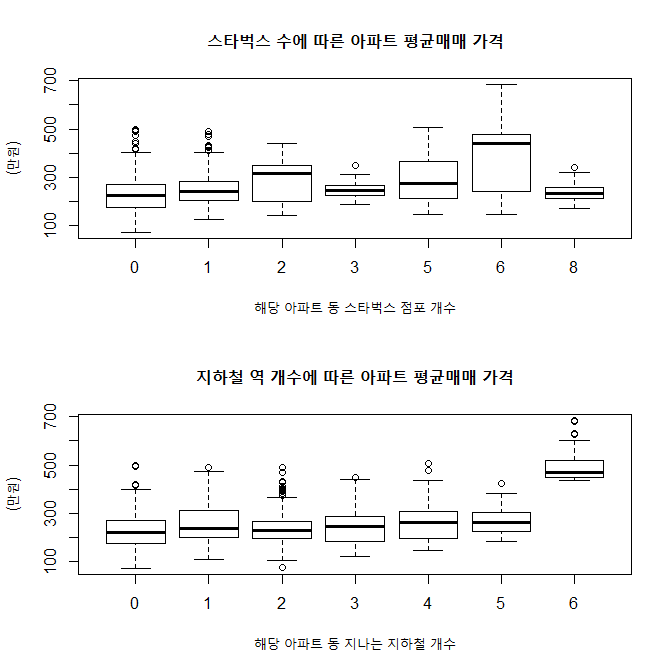 스타벅스 수에 따른 아파트 평균매매 가격
(만원)
700
500
300
100
0 1 2 3 5 6 8
해당 아파트 동 스타벅스 점포 개수
지하철 역 개수에 따른 아파트 평균매매 가격
(만원)
700
500
300
100
0 1 2 3 4 5 6
해당 아파트 동 지나는 지하철 개수